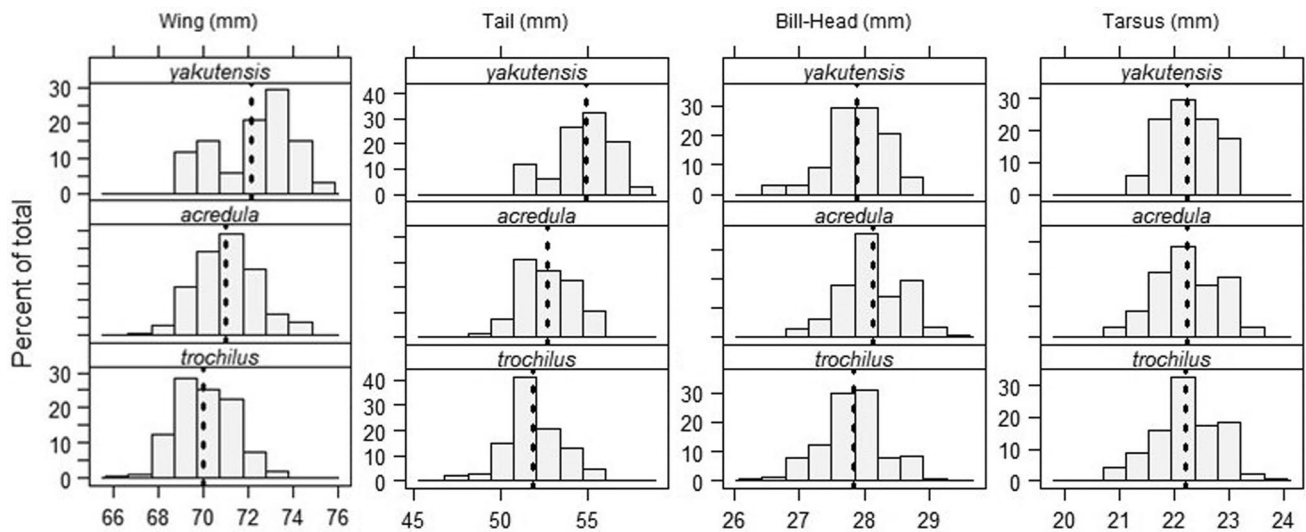 Wing (mm) Tail (mm) Bill-Head (mm) Tarsus (mm)
yakutensis yakutensis yakutensis yakutensis
30 40 30 30
20 30 20 20
10 20 10 10
0 10 0 0
0
acredula acredula acredula acredula
Percent of total
trochilus trochilus trochilus trochilus
30 40 30 30
20 30 20 20
10 20 10 10
0 10 0 0
0
66 68 70 72 74 76 45 50 55 26 27 28 29 20 21 22 23 24